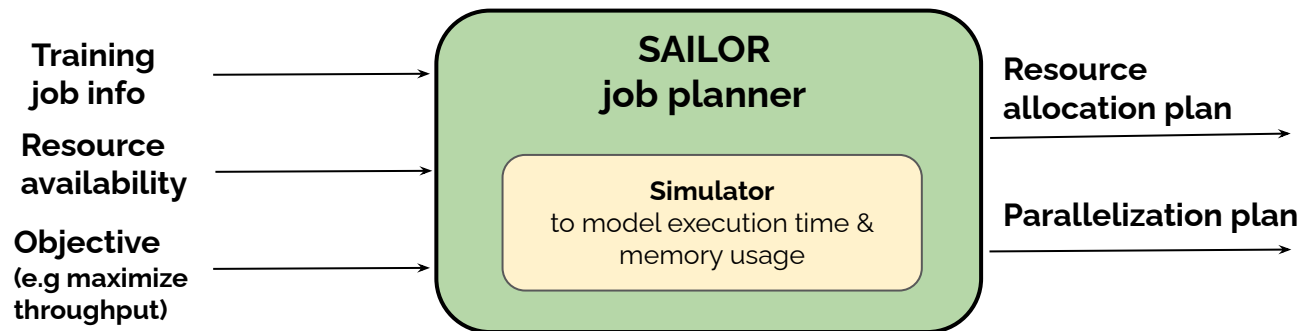 Training
job info
Resource
availability
Objective
(e.g maximize
throughput)
SAILOR
job planner
Simulator
to model execution time &
memory usage
Resource
allocation plan
Parallelization plan